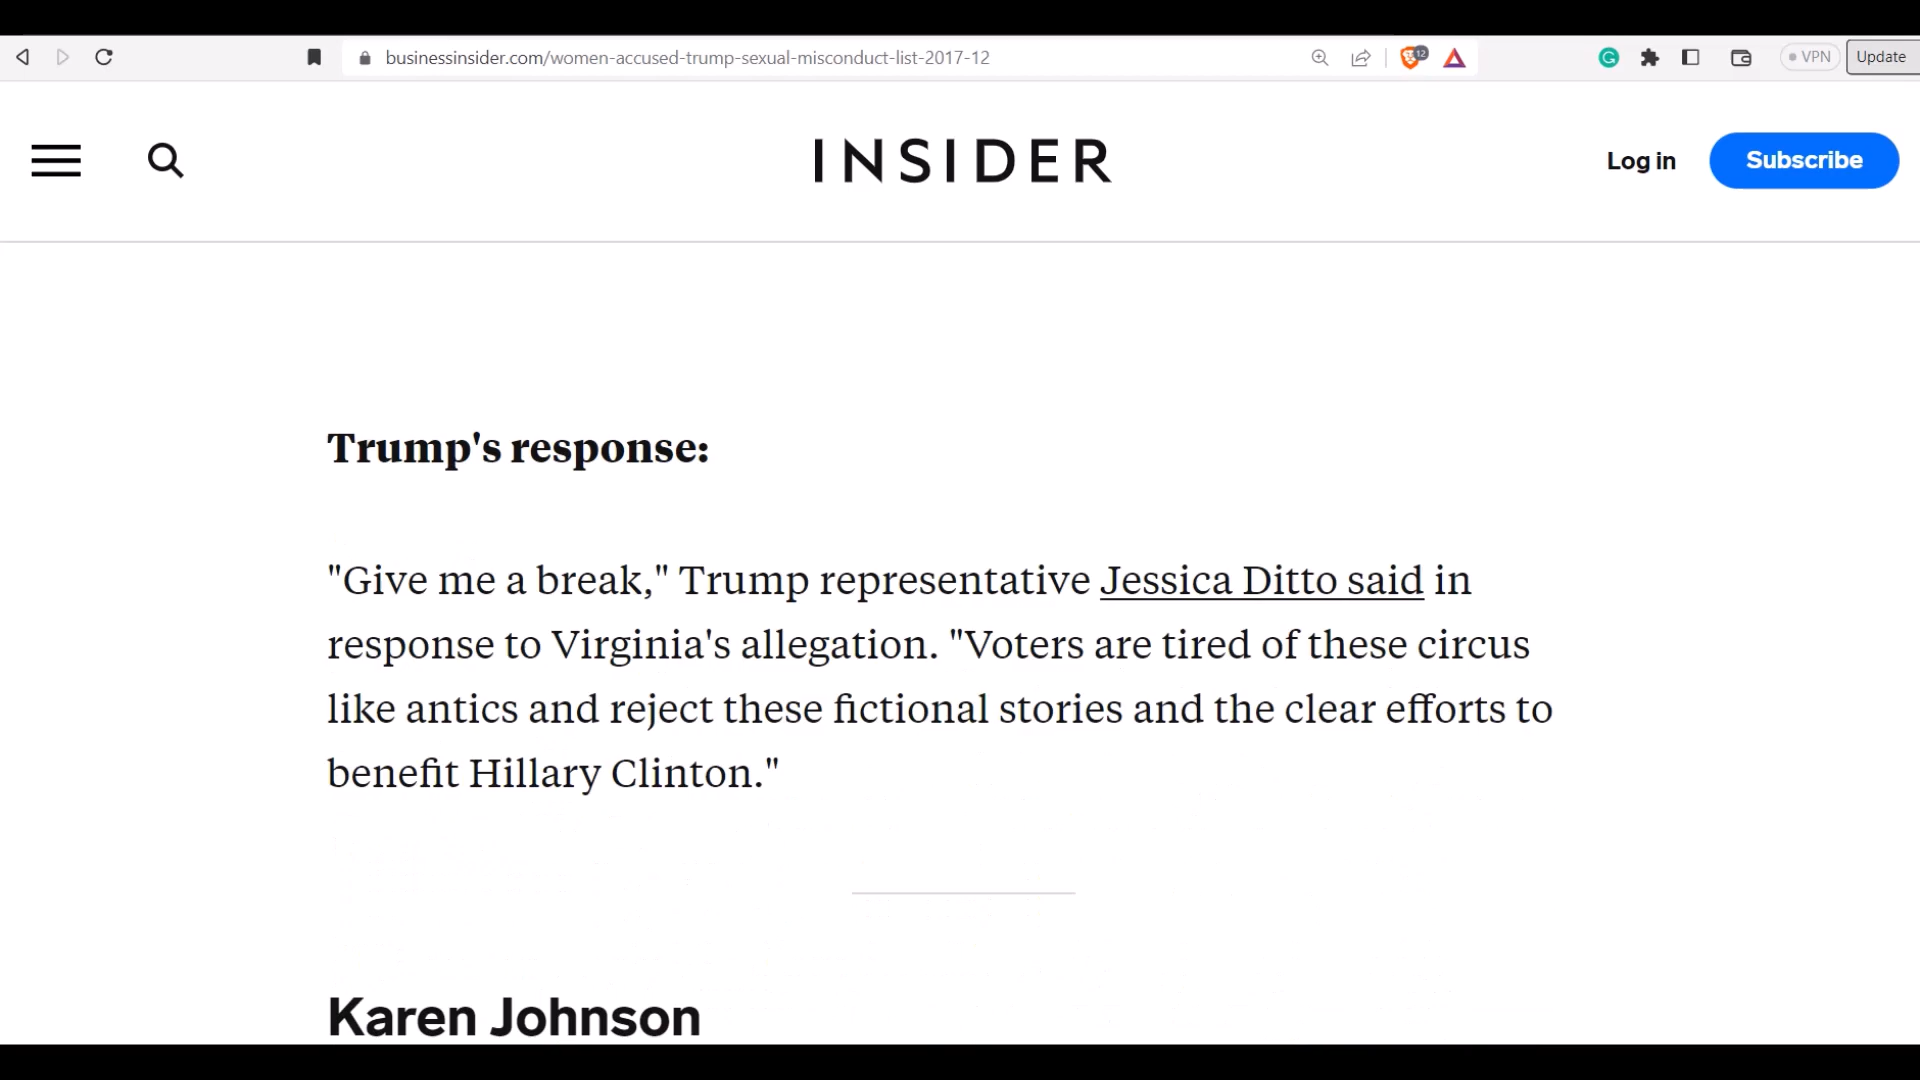 businessinsider.com/women-accused-trump-sexual-misconduct-list-2017-12
12
VPN
Update
INSIDER
Log in
Subscribe
Trump's response:
"Give me a break," Trump representative Jessica Ditto said in
response to Virginia's allegation. "Voters are tired of these circus
like antics and reject these fictional stories and the clear efforts to
benefit Hillary Clinton."
Karen Johnson